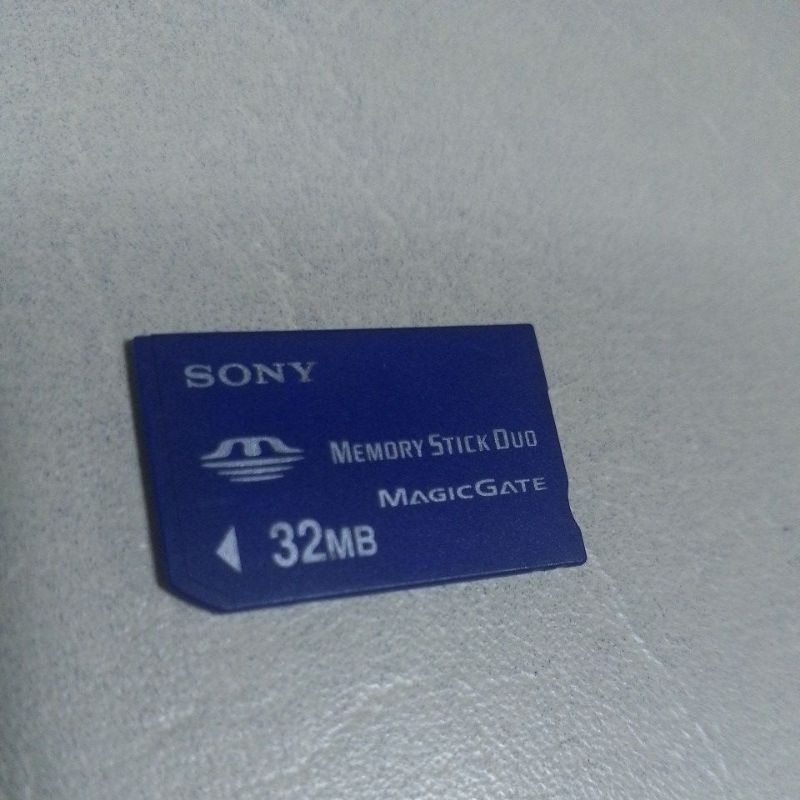 SONY
MEMORY STICK DUO
MAGICGATE
32MB